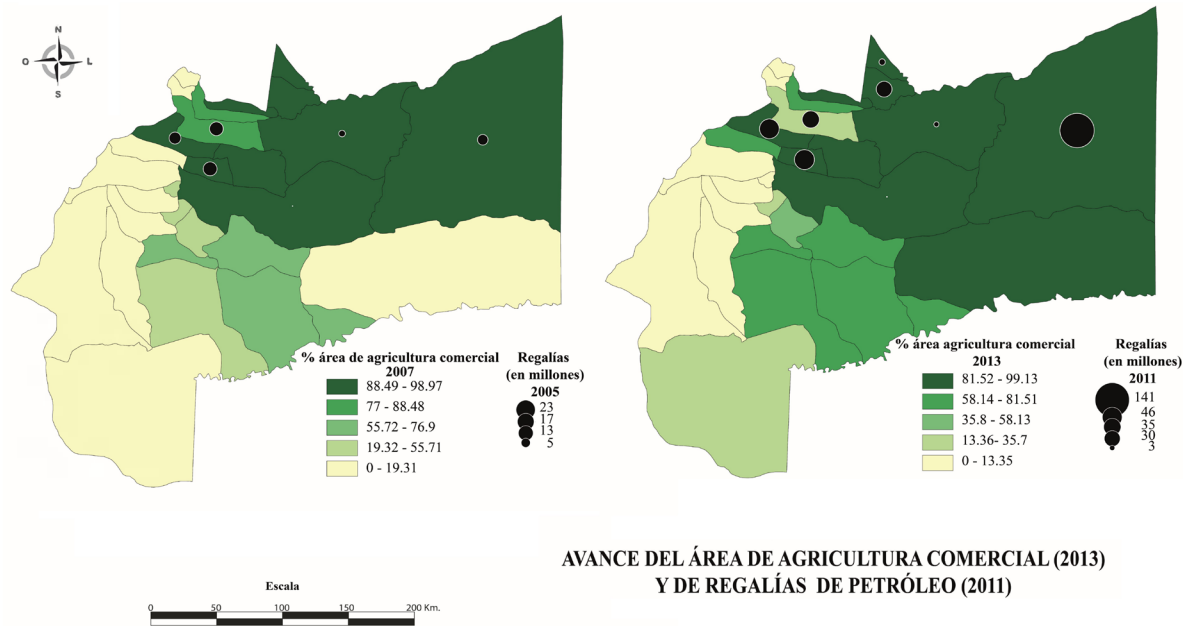 N
O
L
S
% área de agricultura comercial
2007
88.49 - 98.97
77 - 88.48
55.72 - 76.9
19.32 - 55.71
0 - 19.31
Regalías
(en millones)
2005
23
17
13
5
% área agricultura comercial
2013
81.52 - 99.13
58.14 - 81.51
35.8 - 58.13
13.36- 35.7
0 - 13.35
Regalías
(en millones)
2011
141
46
35
30
3
AVANCE DEL ÁREA DE AGRICULTURA COMERCIAL (2013)
Y DE REGALÍAS DE PETRÓLEO (2011)
Escala
0 50 100 150 200 Km.